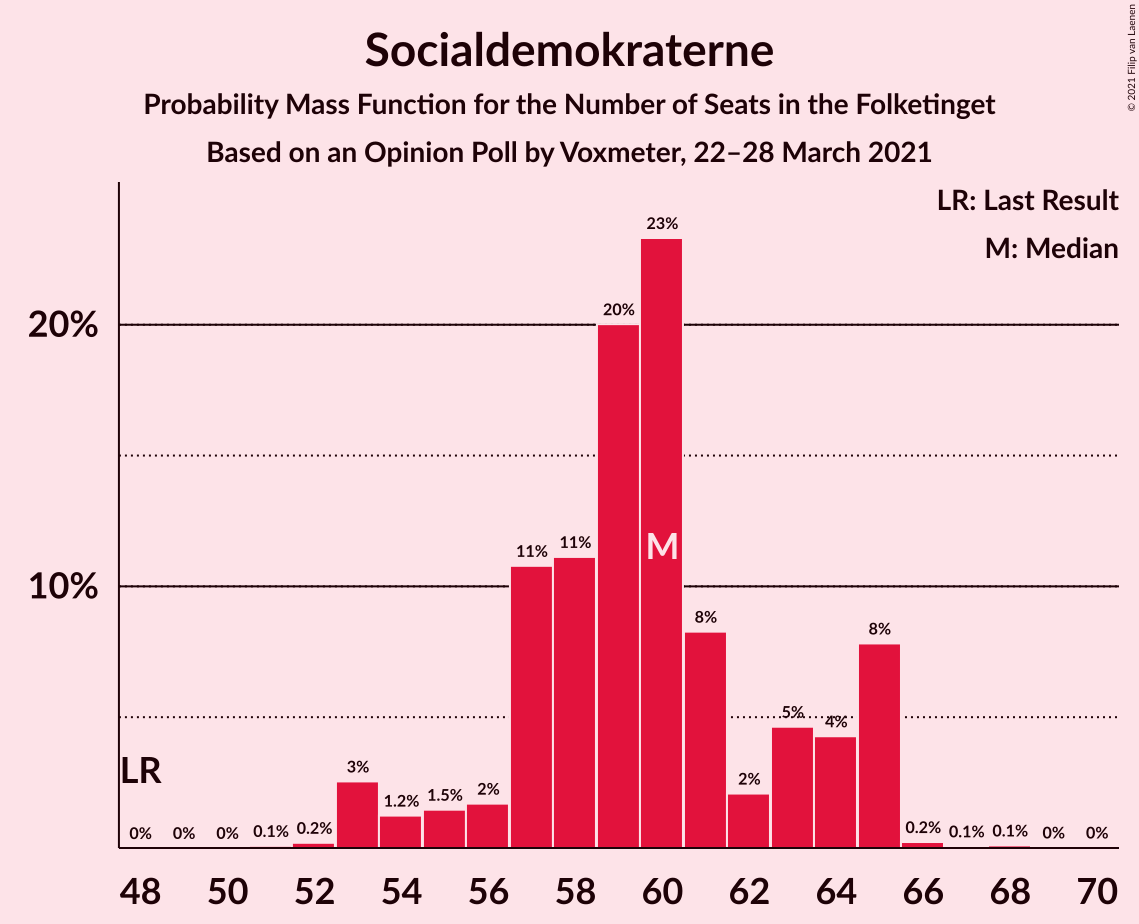 Socialdemokraterne
Probability Mass Function for the Number of Seats in the Folketinget
Based on an Opinion Poll by Voxmeter, 22–28 March 2021
© 2021 Filip van Laenen
LR: Last Result
M: Median
20%
10%
LR
M
0%
0%
0%
0.1%
0.2%
3%
1.2%
1.5%
2%
11%
11%
20%
23%
8%
2%
5%
4%
8%
0.2%
0.1%
0.1%
0%
0%
48 50 52 54 56 58 60 62 64 66 68 70